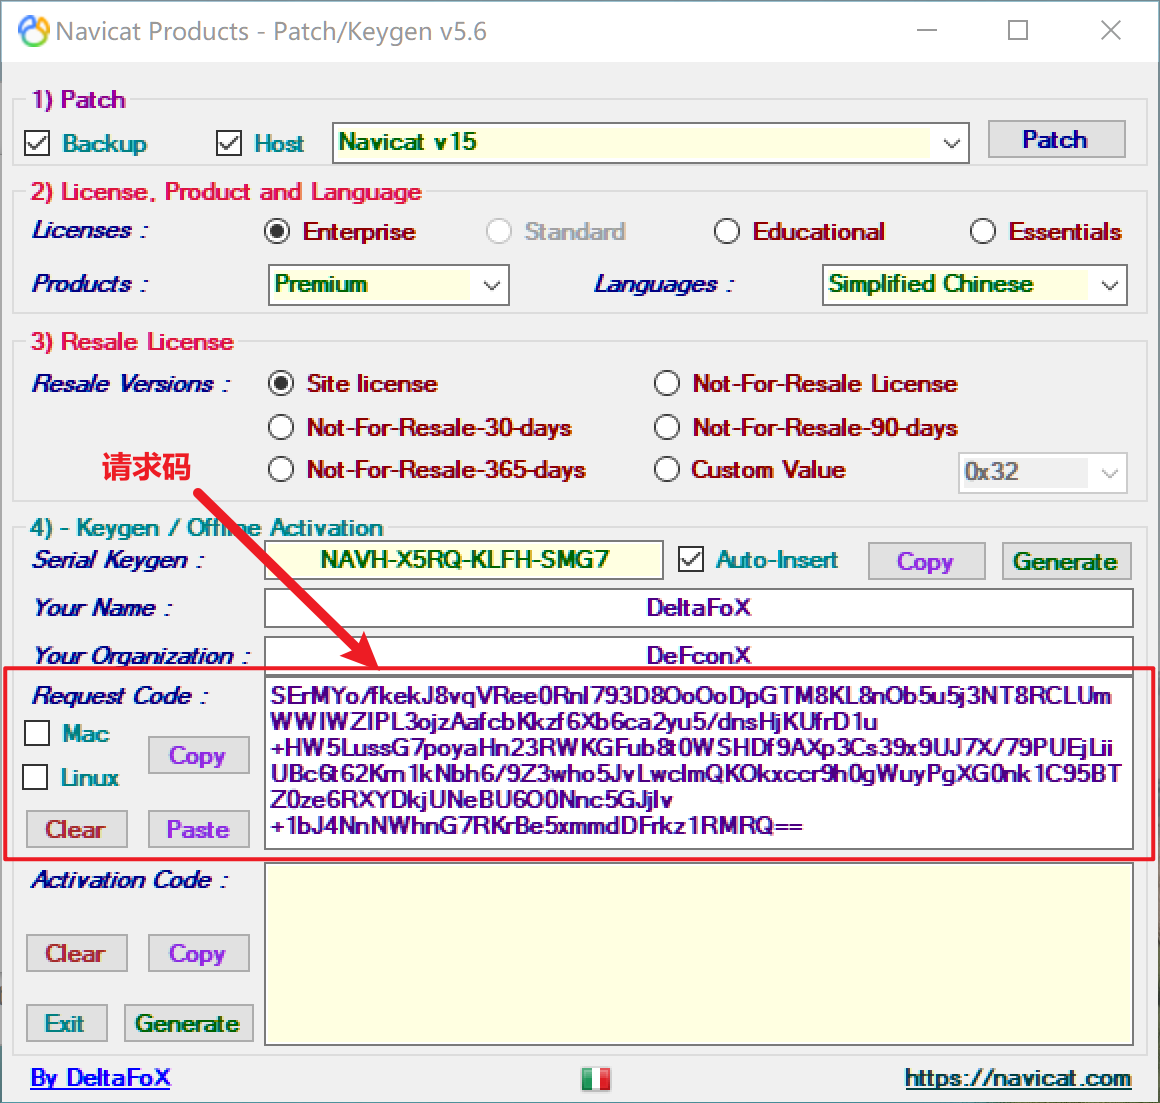 Navicat Products - Patch/Keygen v5.6
1) Patch
Backup
Host
Navicat v15
Patch
2) License, Product and Language
Licenses :
Enterprise
Standard
Educational
Essentials
Products :
Premium
Languages :
Simplified Chinese
3) Resale License
Resale Versions :
Site license
Not-For-Resale License
Not-For-Resale-30-days
Not-For-Resale-90-days
请求码
Not-For-Resale-365-days
Custom Value
0x32
4) - Keygen / Offline Activation
Serial Keygen :
NAVH-X5RQ-KLFH-SMG7
Auto-Insert
Copy
Generate
Your Name :
DeltaFoX
Your Organization :
DeFconX
Request Code :
SErMYo/fkekJ8vqVRee0RnI793D8OoOoDpGTM8KL8nOb5u5j3NT8RCLUm
WWIWZIPL3ojzAafcbKkzf6Xb6ca2yu5/dnsHjKUfrD1u
+HW5LussG7poyaHn23RWKGFub8t0WSHDf9AXp3Cs39x9UJ7X/79PUEjLii
UBc6t62Krn1kNbh6/9Z3who5JvLwclmQKOkxccr9h0gWuyPgXG0nk1C95BT
Z0ze6RXYDkjUNeBU6O0Nnc5GJjIv
+1bJ4NnNWhnG7RKrBe5xmmdDFrkz1RMRQ==
Mac
Copy
Linux
Clear
Paste
Activation Code :
Clear
Copy
Exit
Generate
By DeltaFoX
https://navicat.com